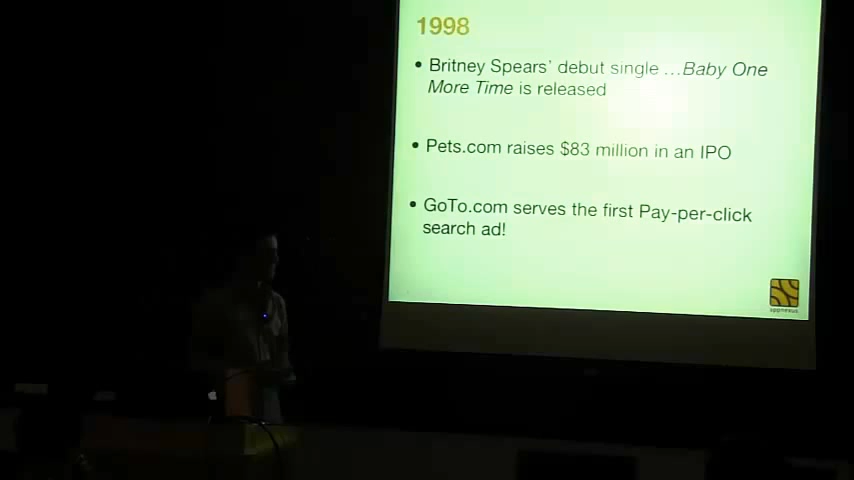 1998
• Britney Spears' debut single ...Baby One
More Time is released
• Pets.com raises $83 million in an IPO
• GoTo.com serves the first Pay-per-click
search ad!
appnexus